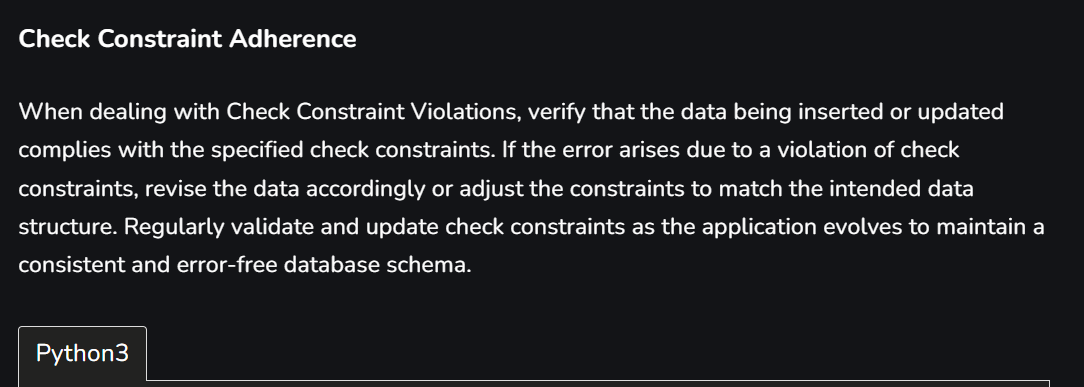 Check Constraint Adherence
When dealing with Check Constraint Violations, verify that the data being inserted or updated
complies with the specified check constraints. If the error arises due to a violation of check
constraints, revise the data accordingly or adjust the constraints to match the intended data
structure. Regularly validate and update check constraints as the application evolves to maintain a
consistent and error-free database schema.
Python3